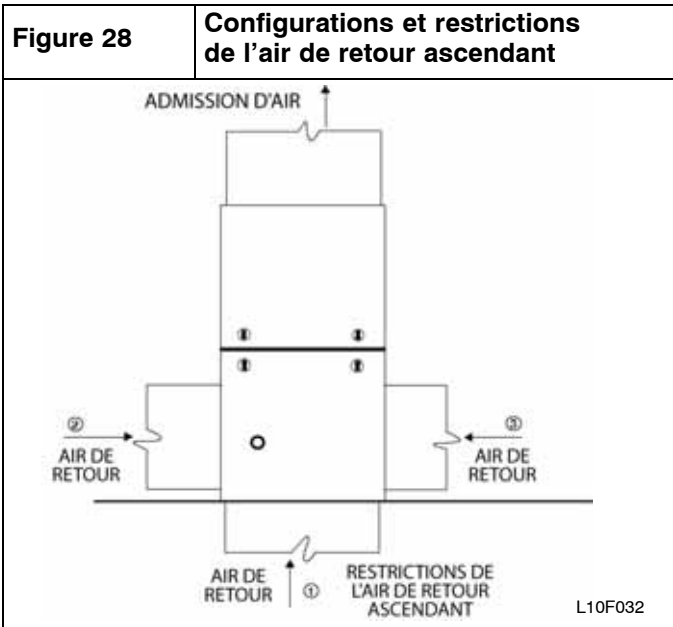 Figure 28
Configurations et restrictions
de l'air de retour ascendant
ADMISSION D'AIR
②
AIR DE
RETOUR
③
AIR DE
RETOUR
AIR DE
RETOUR
①
RESTRICTIONS DE
L'AIR DE RETOUR
ASCENDANT
L10F032